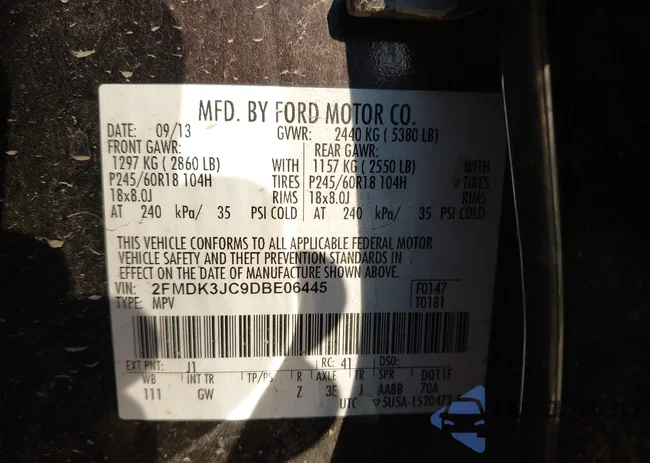 MFD. BY FORD MOTOR CO.
DATE: 09/13 GVWR: 2440 KG ( 5380 LB)
FRONT GAWR: REAR GAWR:
1297 KG ( 2860 LB) WITH 1157 KG ( 2550 LB) WITH
P245/60R18 104H TIRES P245/60R18 104H TIRES
18x8.0J RIMS 18x8.0J RIMS
AT 240 kPa/ 35 PSI COLD AT 240 kPa/ 35 PSI COLD
THIS VEHICLE CONFORMS TO ALL APPLICABLE FEDERAL MOTOR
VEHICLE SAFETY AND THEFT PREVENTION STANDARDS IN
EFFECT ON THE DATE OF MANUFACTURE SHOWN ABOVE.
VIN: 2FMDK3JC9DBE06445 F0147
TYPE: MPV T0181
EXT PNT: J1 RC: 41 DSO:
WB INT TR TP/PS R AXLE TR SPR DQ11F
111 GW Z 3E J AABB 70A
UTC ▽5U5A-1520472